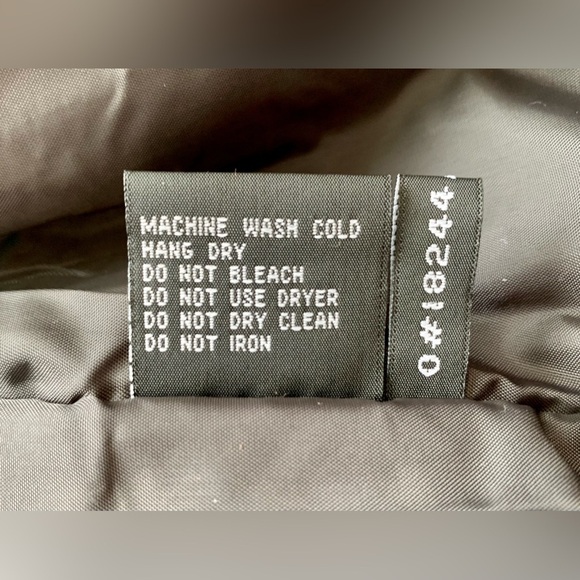 MACHINE WASH COLD
HANG DRY
DO NOT BLEACH
DO NOT USE DRYER
DO NOT DRY CLEAN
DO NOT IRON
O#18244